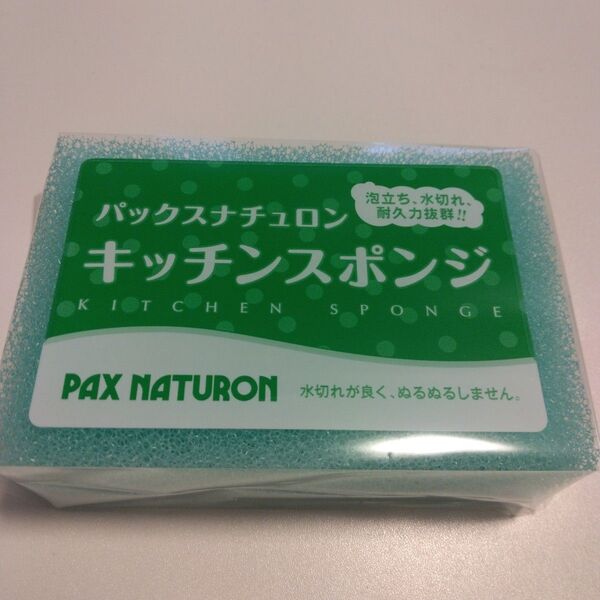 泡立ち、水切れ、
耐久力抜群!!
パックスナチュロン
キッチンスポンジ
KITCHEN SPONGE
PAX NATURON
水切れが良く、ぬるぬるしません。